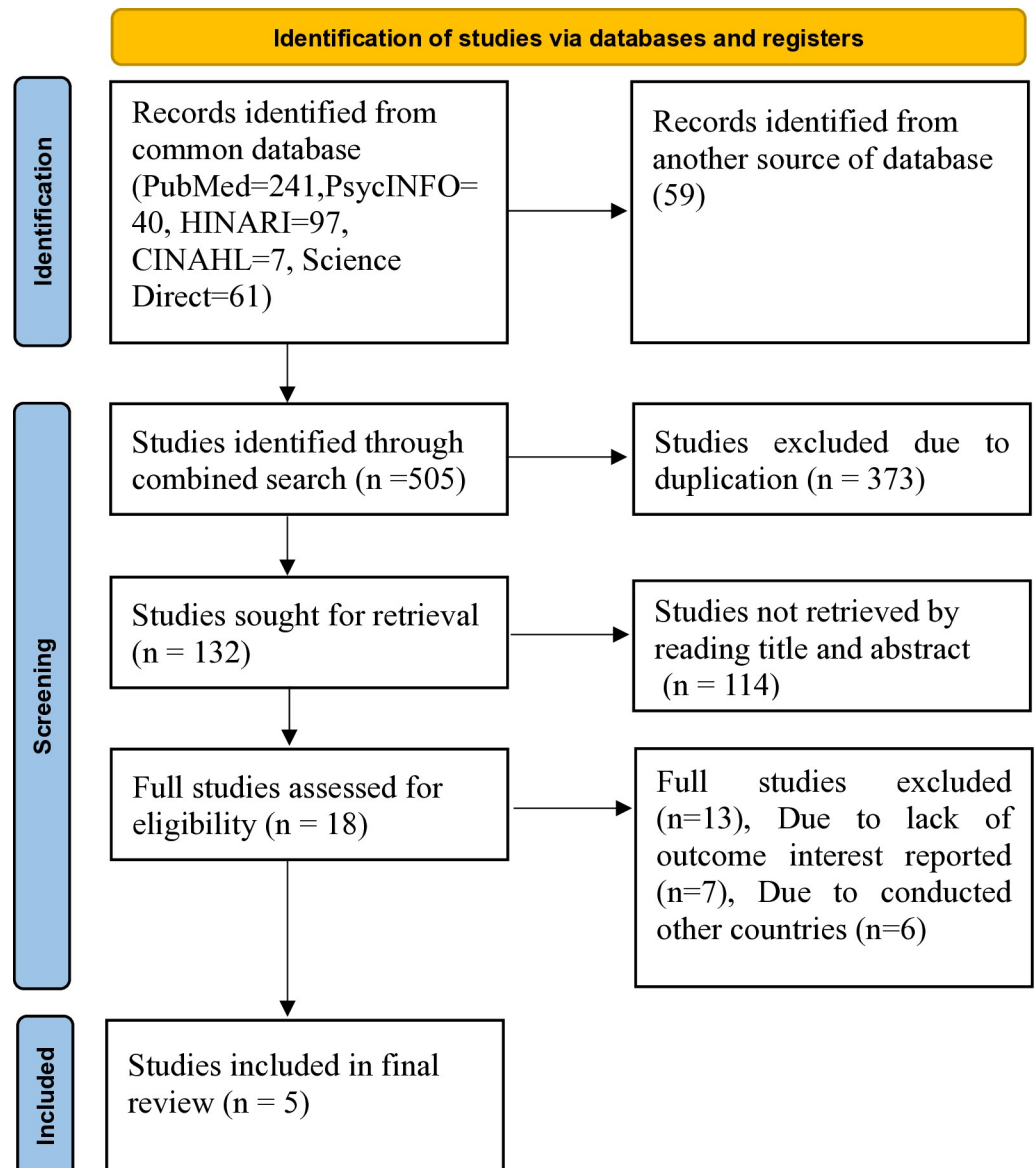 Identification of studies via databases and registers
Identification
Records identified from
common database
(PubMed=241,PsycINFO=
40, HINARI=97,
CINAHL=7, Science
Direct=61)
Records identified from
another source of database
(59)
Screening
Studies identified through
combined search (n =505)
Studies excluded due to
duplication (n = 373)
Studies sought for retrieval
(n = 132)
Studies not retrieved by
reading title and abstract
(n = 114)
Full studies assessed for
eligibility (n = 18)
Full studies excluded
(n=13), Due to lack of
outcome interest reported
(n=7), Due to conducted
other countries (n=6)
Included
Studies included in final
review (n = 5)